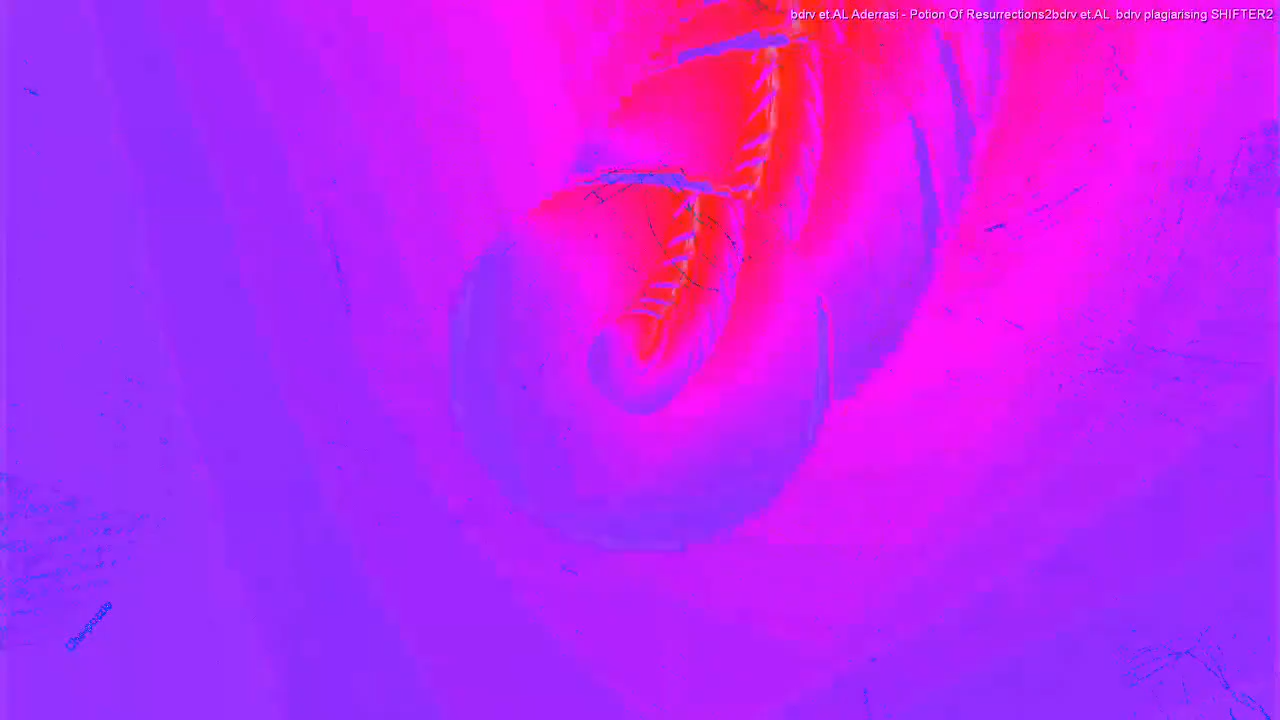 bdrv et.AL Aderrasi - Potion Of Resurrections2bdrv et.AL  bdrv plagiarising SHIFTER2